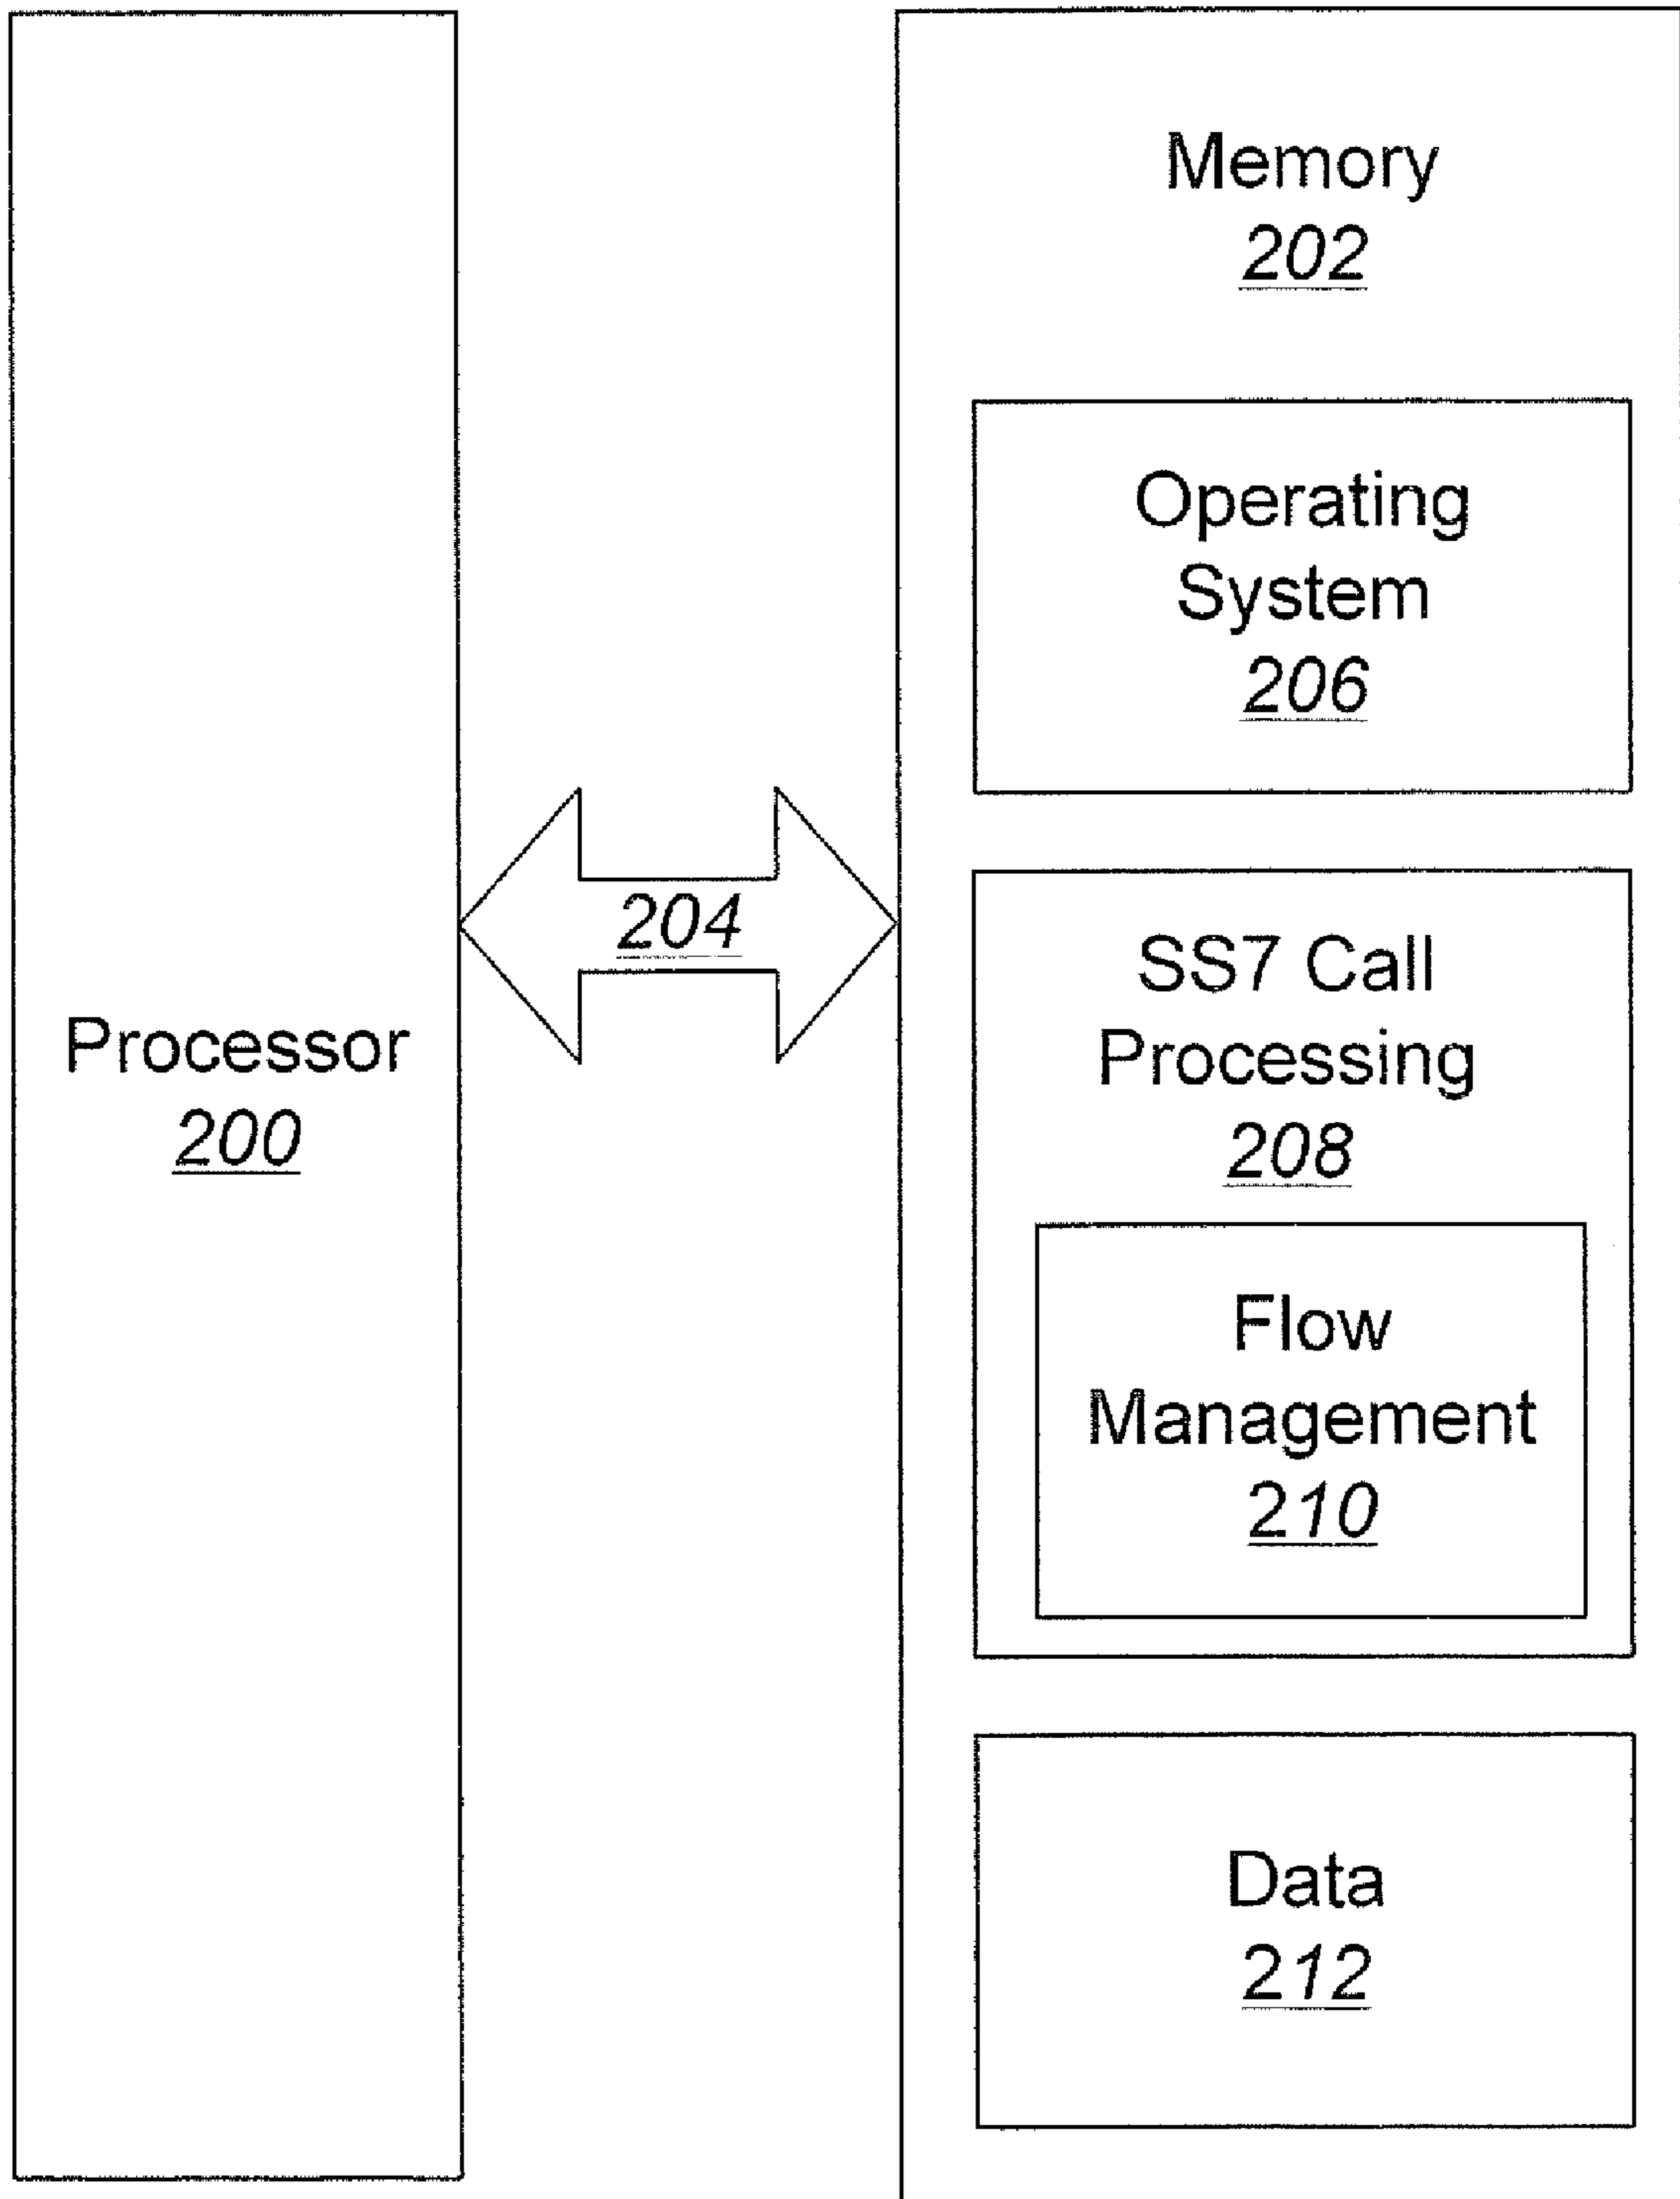 Processor
200
204
Memory
202
Operating
System
206
SS7 Call
Processing
208
Flow
Management
210
Data
212